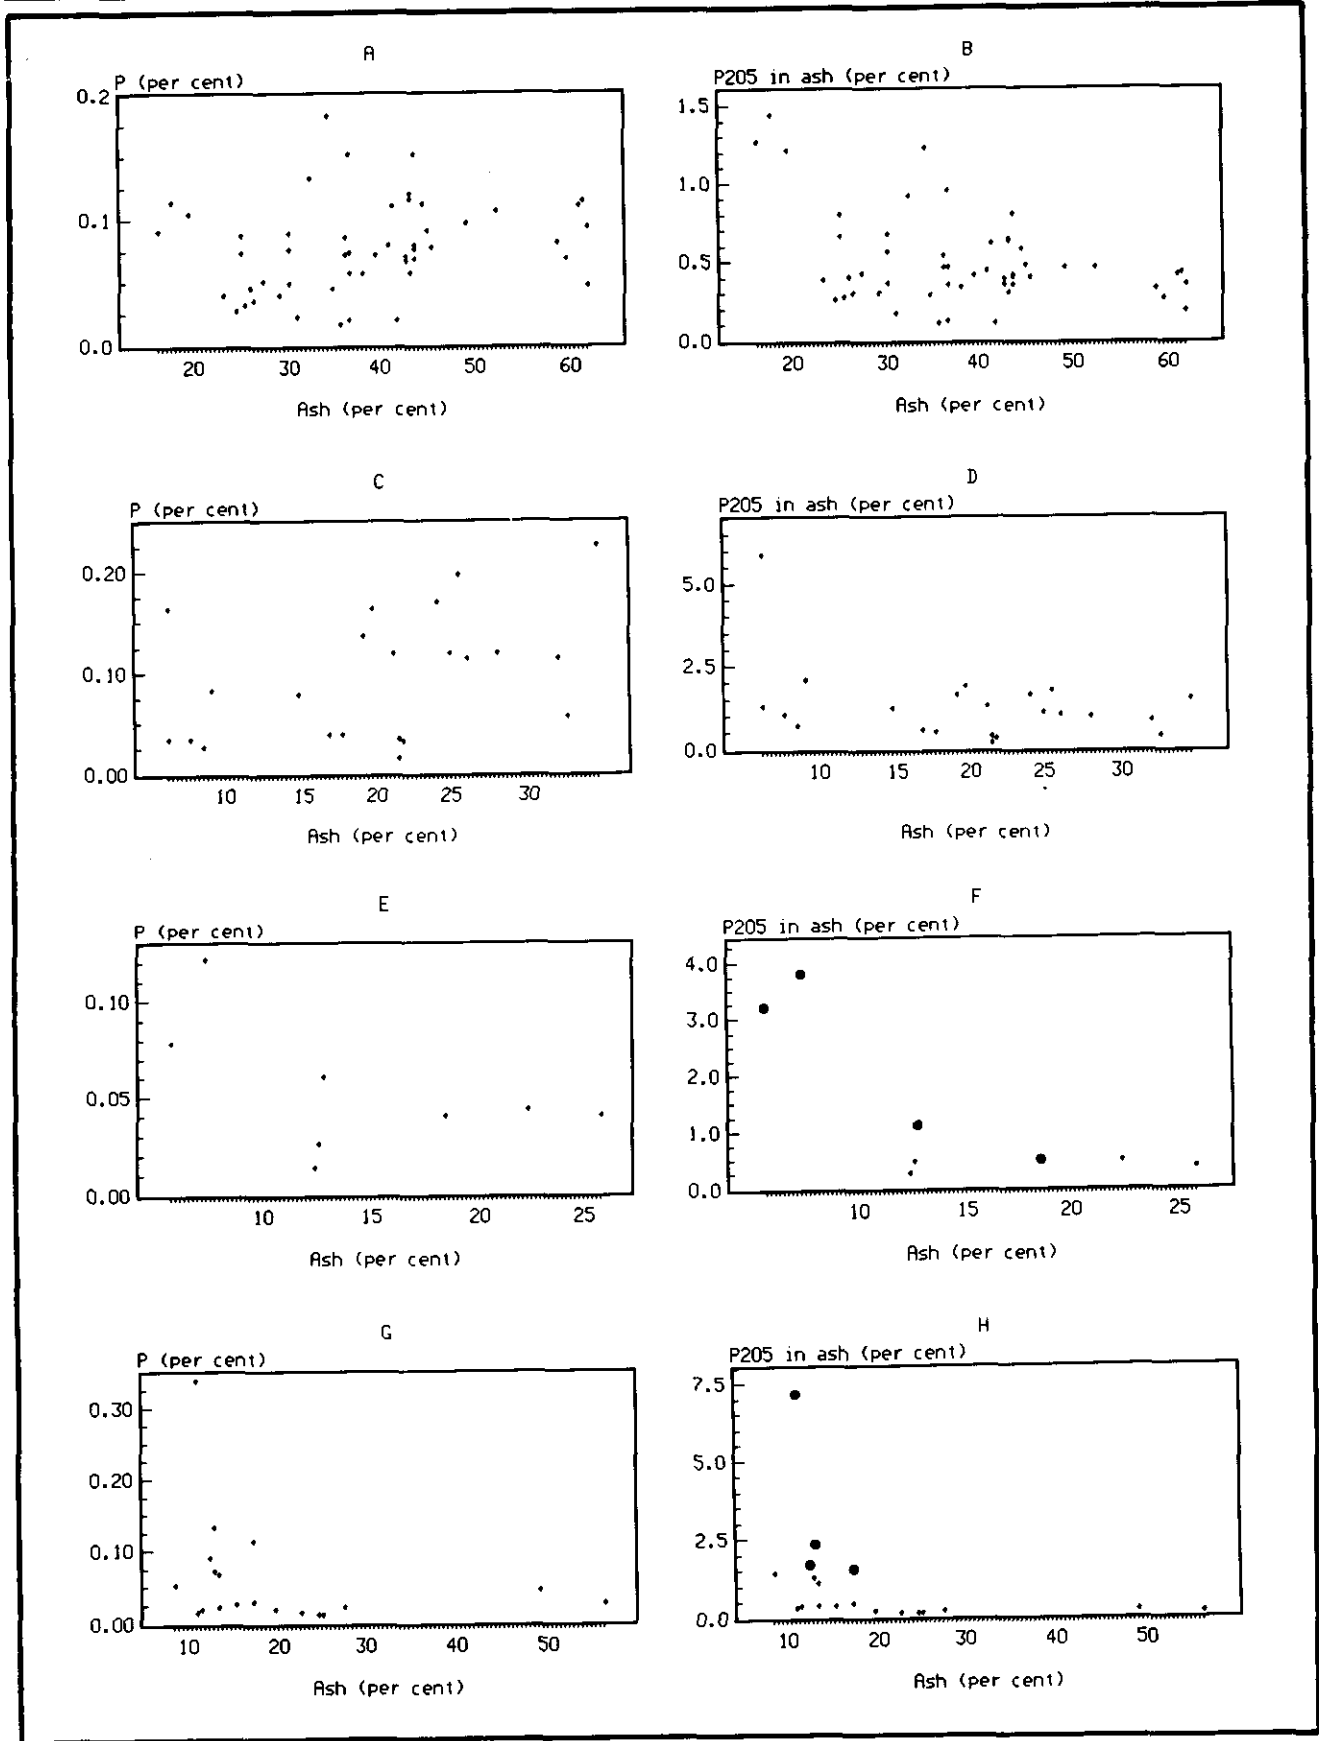 A
P (per cent)
0.2
0.1
0.0
20 30 40 50 60
Ash (per cent)
B
P205 in ash (per cent)
1.5
1.0
0.5
0.0
20 30 40 50 60
Ash (per cent)
C
P (per cent)
0.20
0.10
0.00
10 15 20 25 30
Ash (per cent)
D
P205 in ash (per cent)
5.0
2.5
0.0
10 15 20 25 30
Ash (per cent)
E
P (per cent)
0.10
0.05
0.00
10 15 20 25
Ash (per cent)
F
P205 in ash (per cent)
4.0
3.0
2.0
1.0
0.0
10 15 20 25
Ash (per cent)
G
P (per cent)
0.30
0.20
0.10
0.00
10 20 30 40 50
Ash (per cent)
H
P205 in ash (per cent)
7.5
5.0
2.5
0.0
10 20 30 40 50
Ash (per cent)